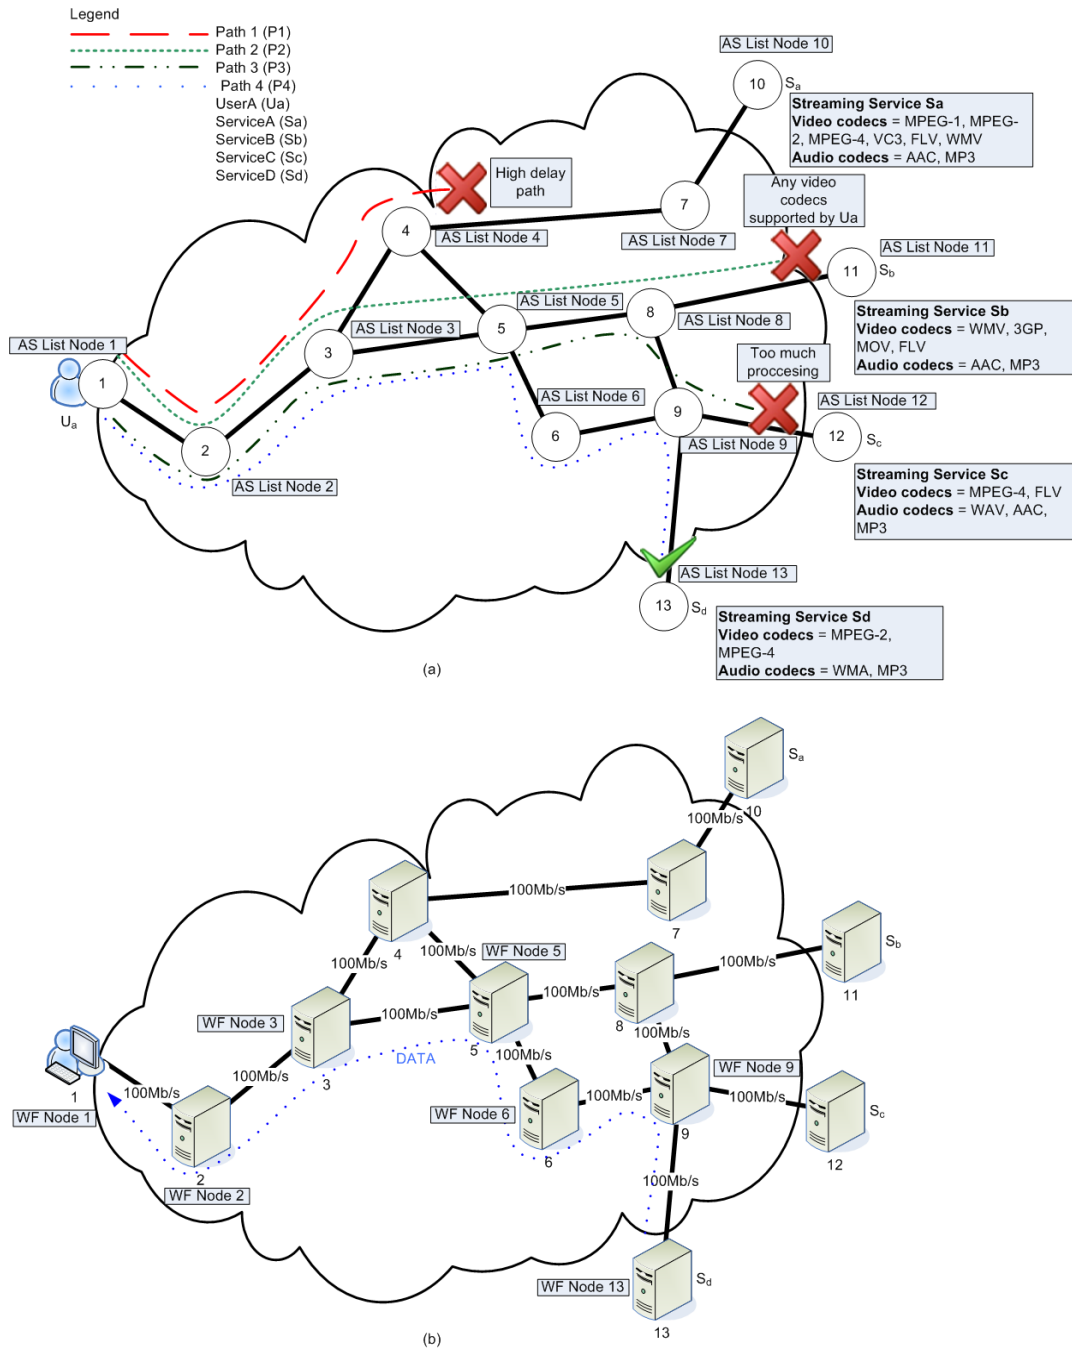 Legend
Path 1 (P1)
Path 2 (P2)
Path 3 (P3)
Path 4 (P4)
UserA (Ua)
ServiceA (Sa)
ServiceB (Sb)
ServiceC (Sc)
ServiceD (Sd)
AS List Node 10
10
Sa
Streaming Service Sa
Video codecs = MPEG-1, MPEG-
2, MPEG-4, VC3, FLV, WMV
Audio codecs = AAC, MP3
High delay
path
Any video
codecs
supported by Ua
7
AS List Node 7
4
AS List Node 4
AS List Node 11
11
Sb
Streaming Service Sb
Video codecs = WMV, 3GP,
MOV, FLV
Audio codecs = AAC, MP3
AS List Node 5
5
8
AS List Node 8
AS List Node 3
3
AS List Node 1
1
Ua
Too much
proccesing
AS List Node 6
6
9
AS List Node 9
AS List Node 12
12
Sc
Streaming Service Sc
Video codecs = MPEG-4, FLV
Audio codecs = WAV, AAC,
MP3
2
AS List Node 2
AS List Node 13
13
Sd
Streaming Service Sd
Video codecs = MPEG-2,
MPEG-4
Audio codecs = WMA, MP3
(a)
Sa
10
100Mb/s
100Mb/s
7
4
100Mb/s
100Mb/s
WF Node 5
5
Sb
11
100Mb/s
100Mb/s
8
WF Node 3
3
100Mb/s
DATA
100Mb/s
100Mb/s
WF Node 9
9
1
WF Node 1
100Mb/s
100Mb/s
2
WF Node 2
WF Node 6
6
100Mb/s
100Mb/s
Sc
12
100Mb/s
WF Node 13
Sd
13
(b)